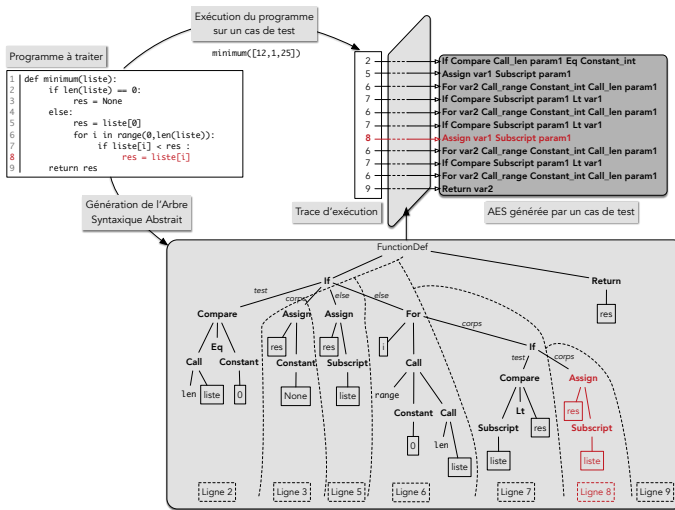 Exécution du programme
sur un cas de test
minimum([12,1,25])
Programme à traiter
1 def minimum(liste):
2 if len(liste) == 0:
3 res = None
4 else:
5 res = liste[0]
6 for i in range(0,len(liste)):
7 if liste[i] < res :
8 res = liste[i]
9 return res
2 If Compare Call_len param1 Eq Constant_int
5 Assign var1 Subscript param1
6 For var2 Call_range Constant_int Call_len param1
7 If Compare Subscript param1 Lt var1
6 For var2 Call_range Constant_int Call_len param1
7 If Compare Subscript param1 Lt var1
8 Assign var1 Subscript param1
6 For var2 Call_range Constant_int Call_len param1
7 If Compare Subscript param1 Lt var1
6 For var2 Call_range Constant_int Call_len param1
9 Return var2
Génération de l'Arbre
Syntaxique Abstrait
Trace d'exécution
AES générée par un cas de test
FunctionDef
If
Return
test
corps
else
else
res
Compare
Assign
Assign
For
corps
Eq
res
res
i
If
Call
Constant
Constant
Subscript
Call
test
corps
len
liste
0
None
liste
range
Compare
Assign
Constant
Call
Lt
res
res
0
len
Subscript
Subscript
liste
liste
liste
Ligne 2
Ligne 3
Ligne 5
Ligne 6
Ligne 7
Ligne 8
Ligne 9